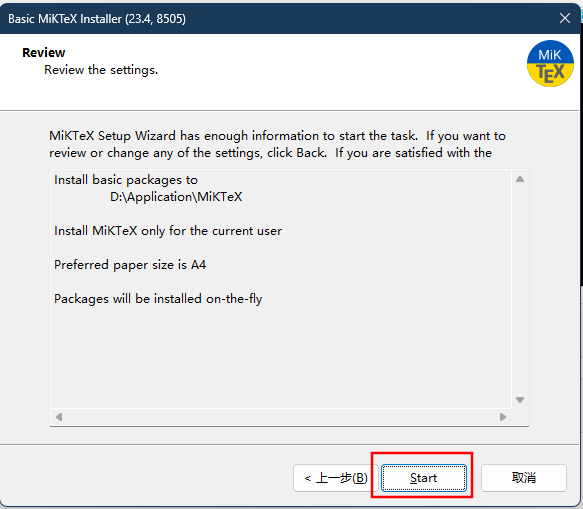 Basic MiKTeX Installer (23.4, 8505)
Review
Review the settings.
MiK
TEX
MiKTeX Setup Wizard has enough information to start the task.  If you want to
review or change any of the settings, click Back.  If you are satisfied with the
Install basic packages to
D:\Application\MiKTeX
Install MiKTeX only for the current user
Preferred paper size is A4
Packages will be installed on-the-fly
< 上一步(B)
Start
取消